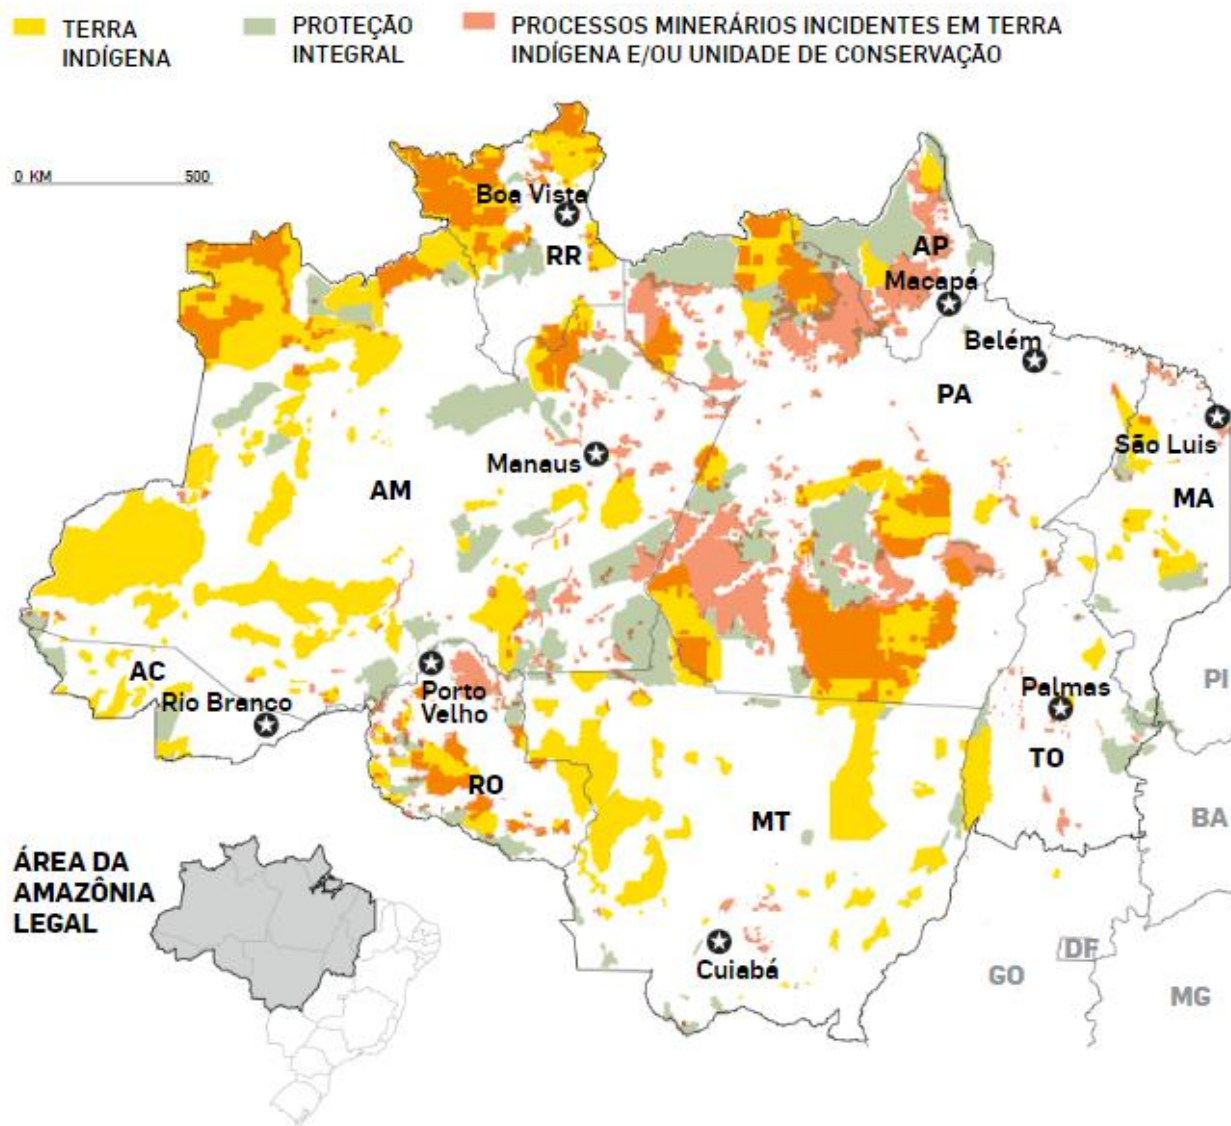 TERRA
INDÍGENA
PROTEÇÃO
INTEGRAL
PROCESSOS MINERÁRIOS INCIDENTES EM TERRA
INDÍGENA E/OU UNIDADE DE CONSERVAÇÃO
0 KM 500
Boa Vista
RR
AP
Macapá
Belém
PA
São Luis
Manaus
AM
MA
AC
Rio Branco
Porto
Velho
RO
Palmas
TO
PI
MT
BA
ÁREA DA
AMAZÔNIA
LEGAL
Cuiabá
GO
DF
MG